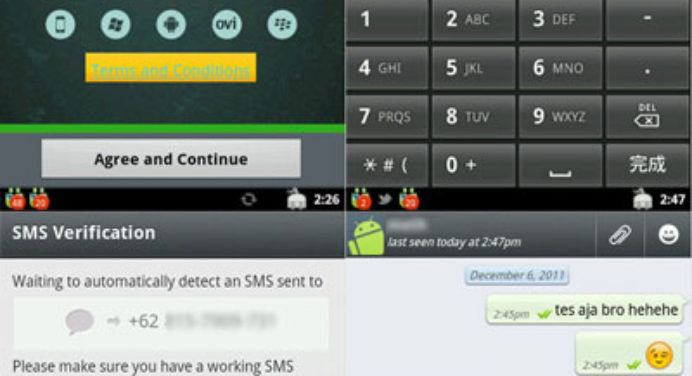 ovi
Terms and Conditions
Agree and Continue
48 20
2:26
SMS Verification
Waiting to automatically detect an SMS sent to
+62
Please make sure you have a working SMS
1
2 ABC
3 DEF
-
4 GHI
5 JKL
6 MNO
.
7 PRQS
8 TUV
9 WXYZ
DEL
* # (
0 +
完成
2 20
2:47
last seen today at 2:47pm
December 6, 2011
2:45pm tes aja bro hehehe
2:45pm